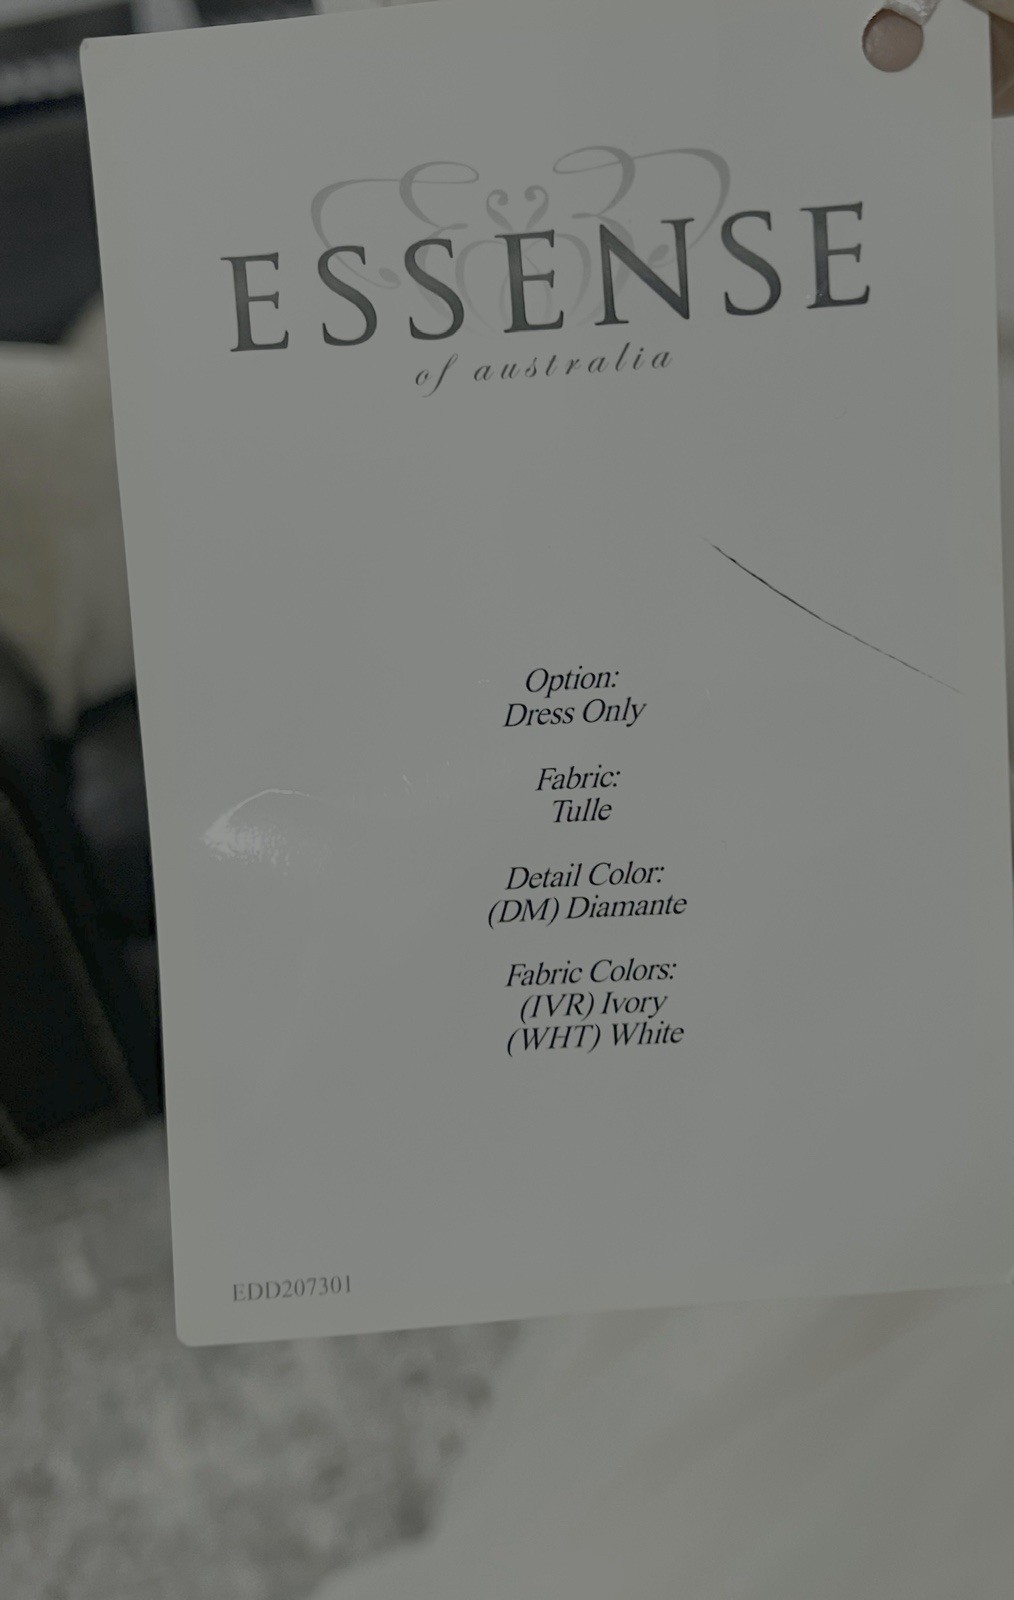 ESSENSE
of australia
Option:
Dress Only
Fabric:
Tulle
Detail Color:
(DM) Diamante
Fabric Colors:
(IVR) Ivory
(WHT) White
EDD207301